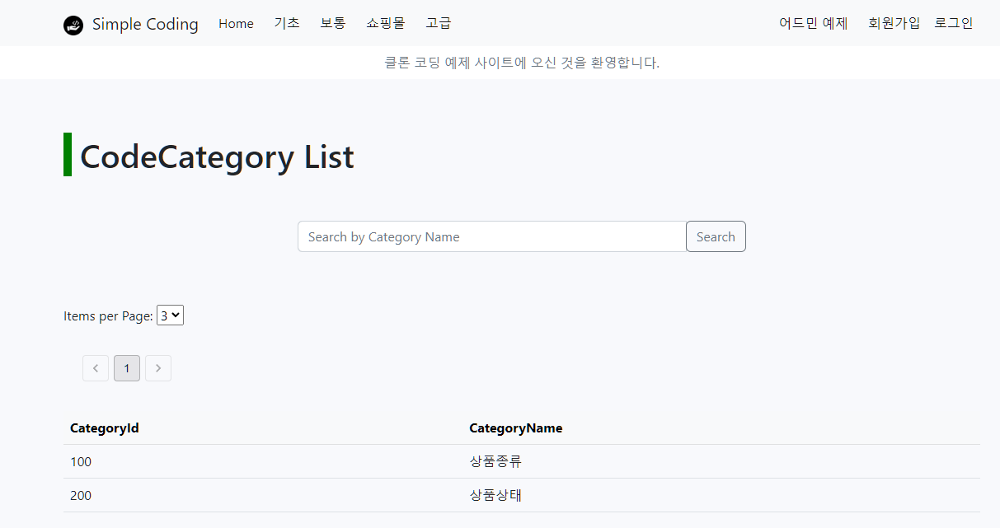 Simple Coding Home 기초 보통 쇼핑몰 고급 어드민 예제 회원가입 로그인
클론 코딩 예제 사이트에 오신 것을 환영합니다.
CodeCategory List
Search by Category Name Search
Items per Page: 3
1
CategoryId CategoryName
100 상품종류
200 상품상태